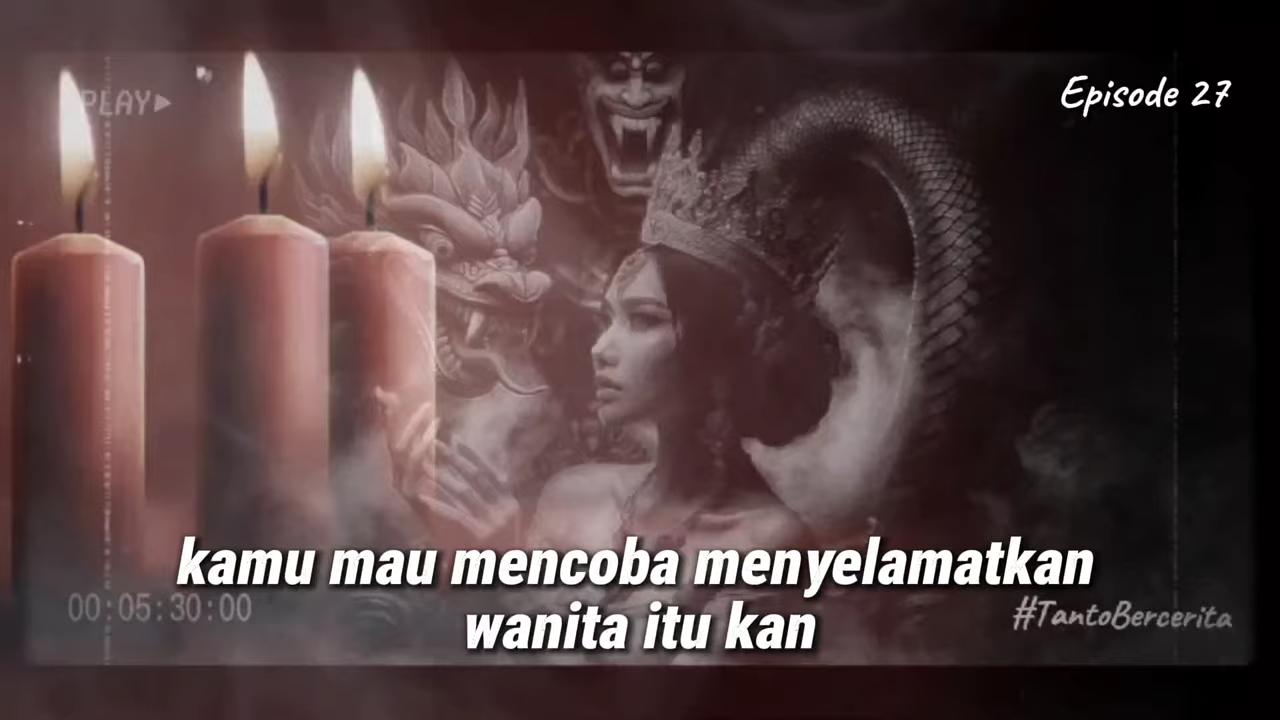 PLAY
Episode 27
kamu mau mencoba menyelamatkan
wanita itu kan
00:05:30:00
#TantoBercerita